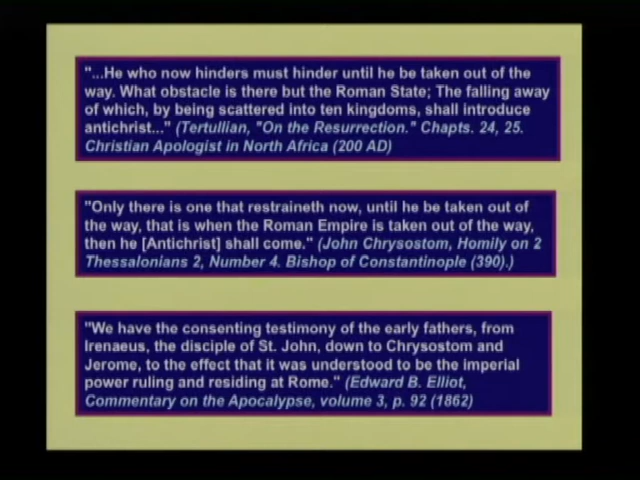 "...He who now hinders must hinder until he be taken out of the
way. What obstacle is there but the Roman State; The falling away
of which, by being scattered into ten kingdoms, shall introduce
antichrist..." (Tertullian, "On the Resurrection." Chapts. 24, 25.
Christian Apologist in North Africa (200 AD)
"Only there is one that restraineth now, until he be taken out of
the way, that is when the Roman Empire is taken out of the way,
then he [Antichrist] shall come." (John Chrysostom, Homily on 2
Thessalonians 2, Number 4. Bishop of Constantinople (390).)
"We have the consenting testimony of the early fathers, from
Irenaeus, the disciple of St. John, down to Chrysostom and
Jerome, to the effect that it was understood to be the imperial
power ruling and residing at Rome." (Edward B. Elliot,
Commentary on the Apocalypse, volume 3, p. 92 (1862)